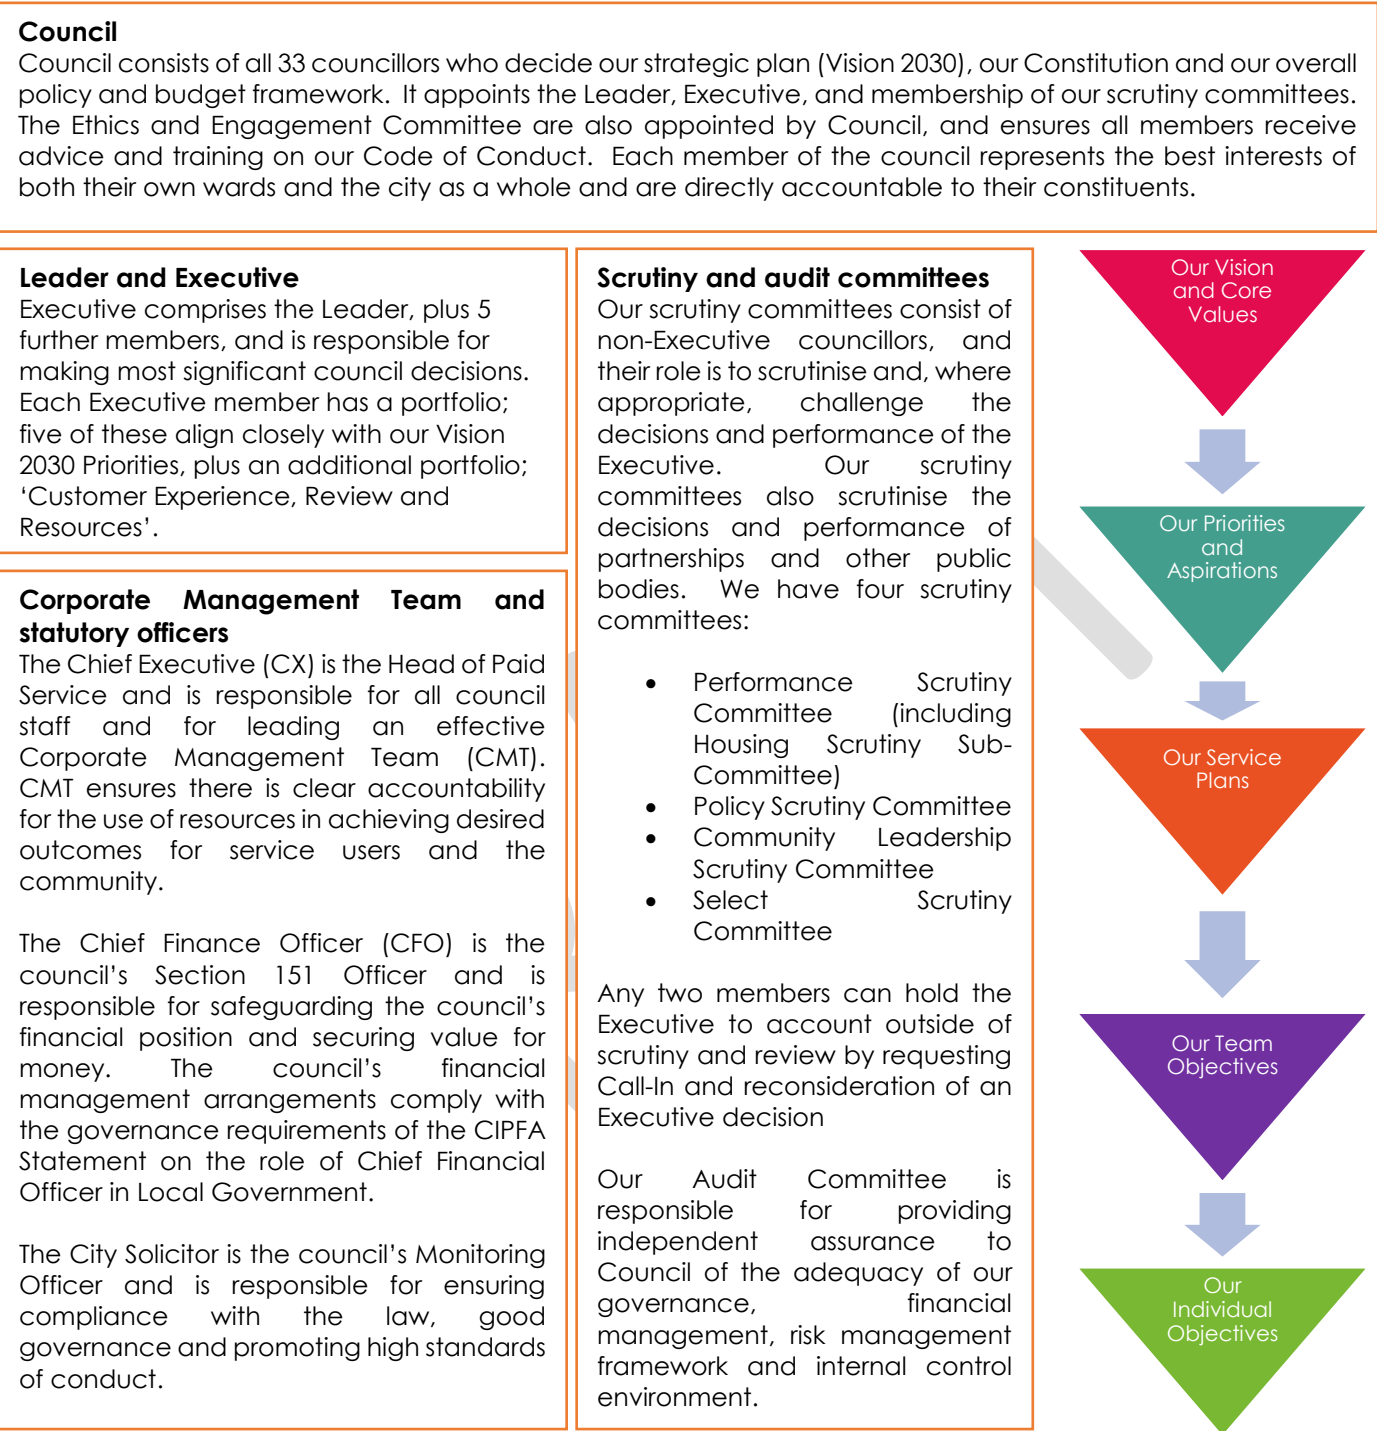 Council
Council consists of all 33 councillors who decide our strategic plan (Vision 2030), our Constitution and our overall
policy and budget framework. It appoints the Leader, Executive, and membership of our scrutiny committees.
The Ethics and Engagement Committee are also appointed by Council, and ensures all members receive
advice and training on our Code of Conduct. Each member of the council represents the best interests of
both their own wards and the city as a whole and are directly accountable to their constituents.
Leader and Executive
Executive comprises the Leader, plus 5
further members, and is responsible for
making most significant council decisions.
Each Executive member has a portfolio;
five of these align closely with our Vision
2030 Priorities, plus an additional portfolio;
‘Customer Experience, Review and
Resources’.
Corporate Management Team and
statutory officers
The Chief Executive (CX) is the Head of Paid
Service and is responsible for all council
staff and for leading an effective
Corporate Management Team (CMT).
CMT ensures there is clear accountability
for the use of resources in achieving desired
outcomes for service users and the
community.
The Chief Finance Officer (CFO) is the
council’s Section 151 Officer and is
responsible for safeguarding the council’s
financial position and securing value for
money. The council’s financial
management arrangements comply with
the governance requirements of the CIPFA
Statement on the role of Chief Financial
Officer in Local Government.
The City Solicitor is the council’s Monitoring
Officer and is responsible for ensuring
compliance with the law, good
governance and promoting high standards
of conduct.
Scrutiny and audit committees
Our scrutiny committees consist of
non-Executive councillors, and
their role is to scrutinise and, where
appropriate, challenge the
decisions and performance of the
Executive. Our scrutiny
committees also scrutinise the
decisions and performance of
partnerships and other public
bodies. We have four scrutiny
committees:
• Performance Scrutiny
Committee (including
Housing Scrutiny Sub-
Committee)
• Policy Scrutiny Committee
• Community Leadership
Scrutiny Committee
• Select Scrutiny
Committee
Any two members can hold the
Executive to account outside of
scrutiny and review by requesting
Call-In and reconsideration of an
Executive decision
Our Audit Committee is
responsible for providing
independent assurance to
Council of the adequacy of our
governance, financial
management, risk management
framework and internal control
environment.
Our Vision
and Core
Values
Our Priorities
and
Aspirations
Our Service
Plans
Our Team
Objectives
Our
Individual
Objectives